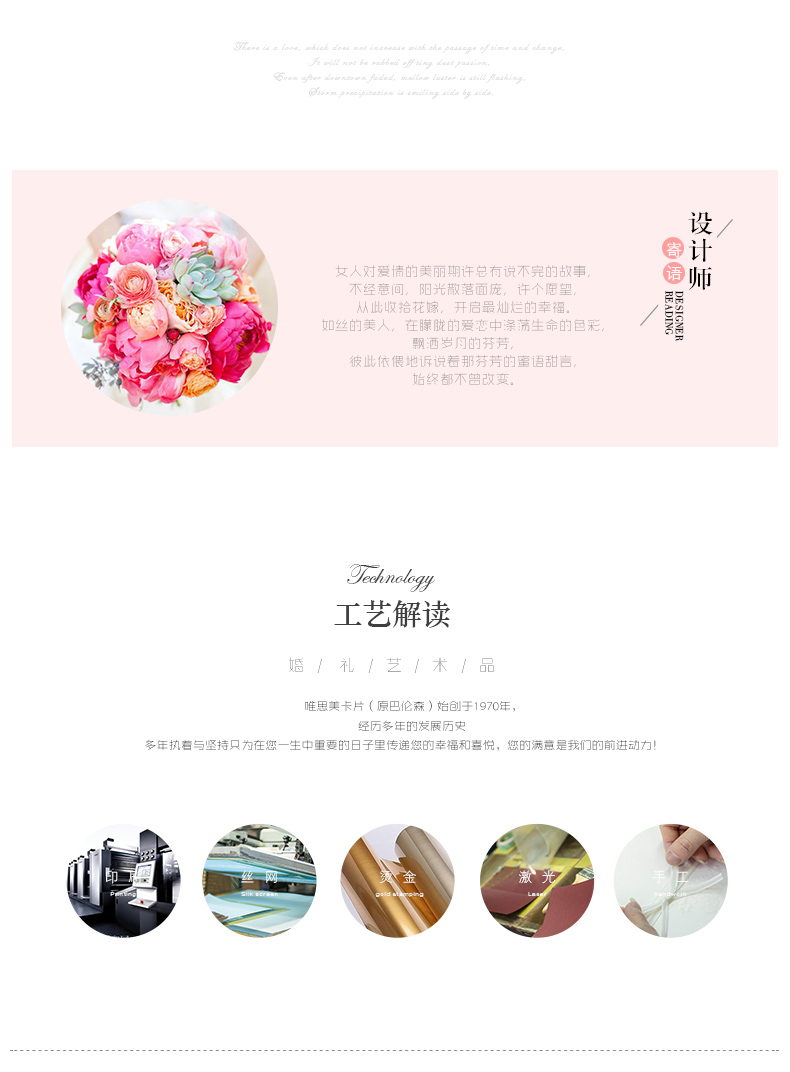 There is a love, which does not increase with the passage of time and change,
It will not be rubbed off ring dust passion.
Even after downtown faded, mellow luster is still flashing,
Storm precipitation is smiling side by side.
设计师
寄语
DESIGNER
READING
女人对爱情的美丽期许总有说不完的故事，
不经意间，阳光散落面庞，许个愿望，
从此收拾花嫁，开启最灿烂的幸福。
如丝的美人，在朦胧的爱恋中涤荡生命的色彩，
飘洒岁月的芬芳，
彼此依偎地诉说着那芬芳的蜜语甜言，
始终都不曾改变。
Technology
工艺解读
婚 / 礼 / 艺 / 术 / 品
唯思美卡片（原巴伦森）始创于1970年，
经历多年的发展历史
多年执着与坚持只为在您一生中重要的日子里传递您的幸福和喜悦，您的满意是我们的前进动力！
印刷
Painting
丝网
Silk screen
烫金
gold stamping
激光
Laser
手工